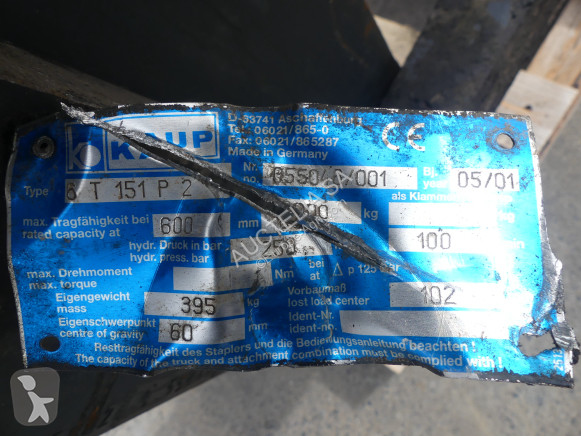 D-63741 Aschaffenburg
Tel.: 06021/865-0
Fax: 06021/865287
Made in Germany
KAUP
CE
Nr.
no.
001
Bj.
year
05/01
Type
T 151 P 2
als Klammer
max. Tragfähigkeit bei
rated capacity at
600
mm
kg
100
hydr. Druck in bar
hydr. press. bar
max. Drehmoment
max. torque
Nm
bei
at
Δ p 125 bar
Eigengewicht
mass
395
kg
Vorbaumaß
lost load center
102
Eigenschwerpunkt
centre of gravity
60
mm
Ident-Nr.
ident-no.
Resttragfähigkeit des Staplers und die Bedienungsanleitung beachten!
The capacity of the truck and attachment combination must be complied with!